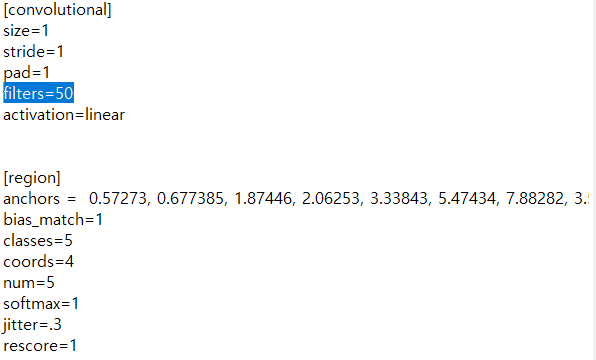 [convolutional]
size=1
stride=1
pad=1
filters=50
activation=linear
[region]
anchors = 0.57273, 0.677385, 1.87446, 2.06253, 3.33843, 5.47434, 7.88282, 3.5
bias_match=1
classes=5
coords=4
num=5
softmax=1
jitter=.3
rescore=1